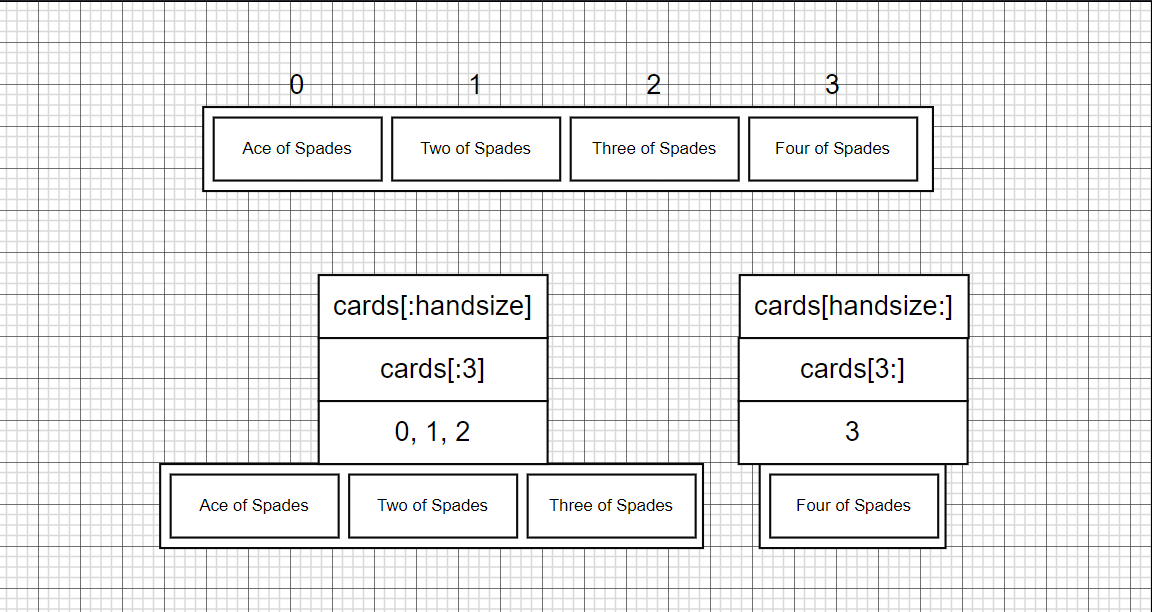 0 1 2 3
Ace of Spades Two of Spades Three of Spades Four of Spades
cards[:handsize] cards[handsize:]
cards[:3] cards[3:]
0, 1, 2 3
Ace of Spades Two of Spades Three of Spades Four of Spades